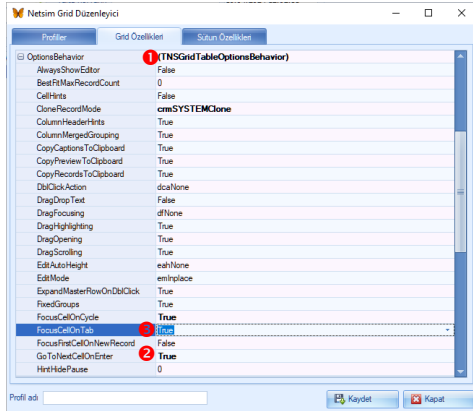 Netsim Grid Düzenleyici
Profiller Grid Özellikleri Sütun Özellikleri
OptionsBehavior 1 (TNSGridTableOptionsBehavior)
AlwaysShowEditor False
BestFitMaxRecordCount 0
CellHints False
CloneRecordMode crmSYSTEMClone
ColumnHeaderHints True
ColumnMergedGrouping True
CopyCaptionsToClipboard True
CopyPreviewToClipboard True
CopyRecordsToClipboard True
DblClickAction dcaNone
DragDropText False
DragFocusing dfNone
DragHighlighting True
DragOpening True
DragScrolling True
EditAutoHeight eahNone
EditMode emInplace
ExpandMasterRowOnDblClick True
FixedGroups True
FocusCellOnCycle True
FocusCellOnTab 3 True
FocusFirstCellOnNewRecord False
GoToNextCellOnEnter 2 True
HintHidePause 0
Profil adı Kaydet Kapat